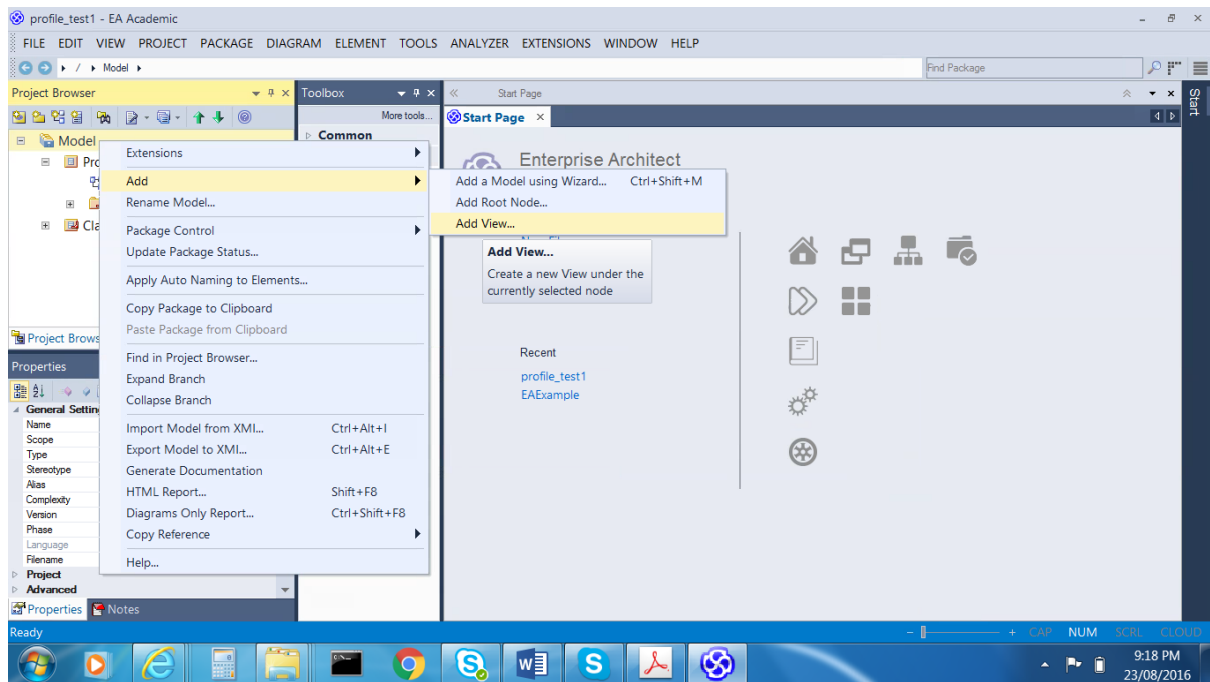 profile_test1 - EA Academic
FILE EDIT VIEW PROJECT PACKAGE DIAGRAM ELEMENT TOOLS ANALYZER EXTENSIONS WINDOW HELP
/ Model
Find Package
Project Browser
Toolbox
Start Page
Start
More tools...
Start Page
Common
Model
Pro
Cla
Extensions
Add
Rename Model...
Package Control
Update Package Status...
Apply Auto Naming to Elements...
Copy Package to Clipboard
Paste Package from Clipboard
Find in Project Browser...
Expand Branch
Collapse Branch
Import Model from XMI... Ctrl+Alt+I
Export Model to XMI... Ctrl+Alt+E
Generate Documentation
HTML Report... Shift+F8
Diagrams Only Report... Ctrl+Shift+F8
Copy Reference
Help...
Enterprise Architect
Add a Model using Wizard... Ctrl+Shift+M
Add Root Node...
Add View...
Add View...
Create a new View under the
currently selected node
Recent
profile_test1
EAExample
Project Brows
Properties
General Settin
Name
Scope
Type
Stereotype
Alias
Complexity
Version
Phase
Language
Filename
Project
Advanced
Properties Notes
Ready
CAP NUM SCRL CLOUD
9:18 PM
23/08/2016